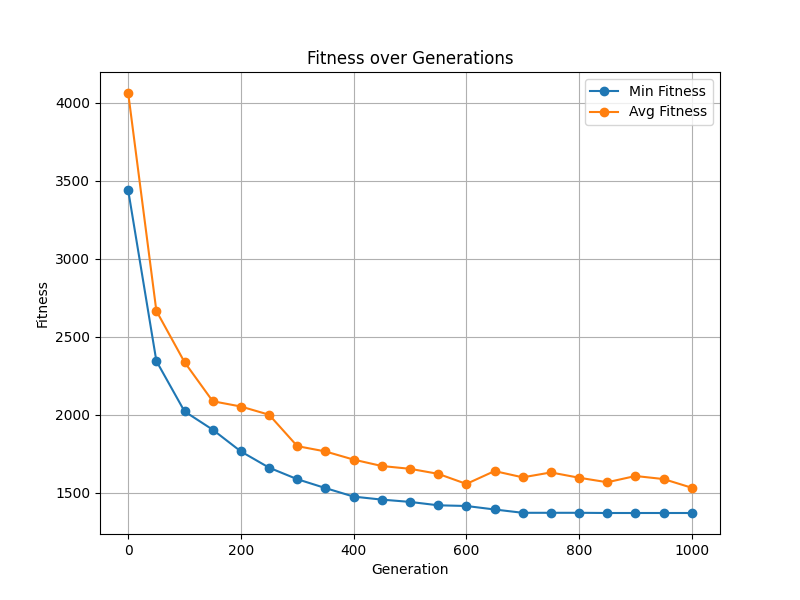 Fitness over Generations
Min Fitness
Avg Fitness
4000
3500
3000
2500
2000
1500
Fitness
0 200 400 600 800 1000
Generation